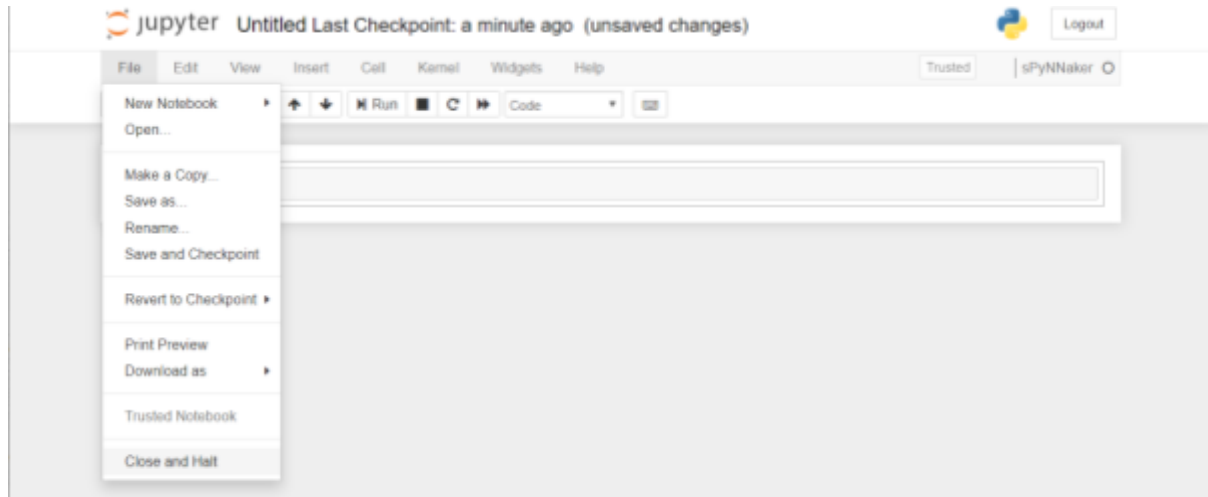 jupyter Untitled Last Checkpoint: a minute ago (unsaved changes) Logout
File Edit View Insert Cell Kernel Widgets Help Trusted sPyNNaker
Run Code
New Notebook
Open...
Make a Copy...
Save as...
Rename...
Save and Checkpoint
Revert to Checkpoint
Print Preview
Download as
Trusted Notebook
Close and Halt